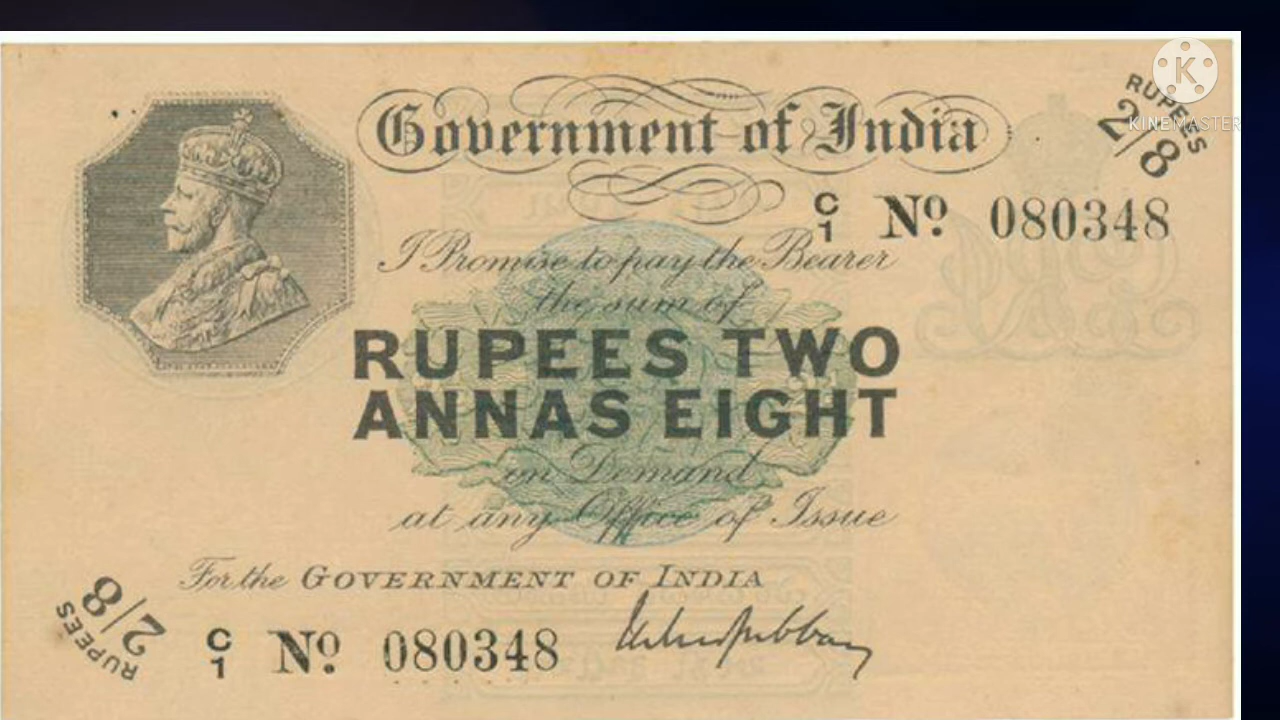 Government of India
RUPEES
2/8
K
KINEMASTER
C/1 Nº 080348
I Promise to pay the Bearer
the sum of
RUPEES TWO
ANNAS EIGHT
on Demand
at any Office of Issue
For the GOVERNMENT OF INDIA
RUPEES
2/8
C/1 Nº 080348